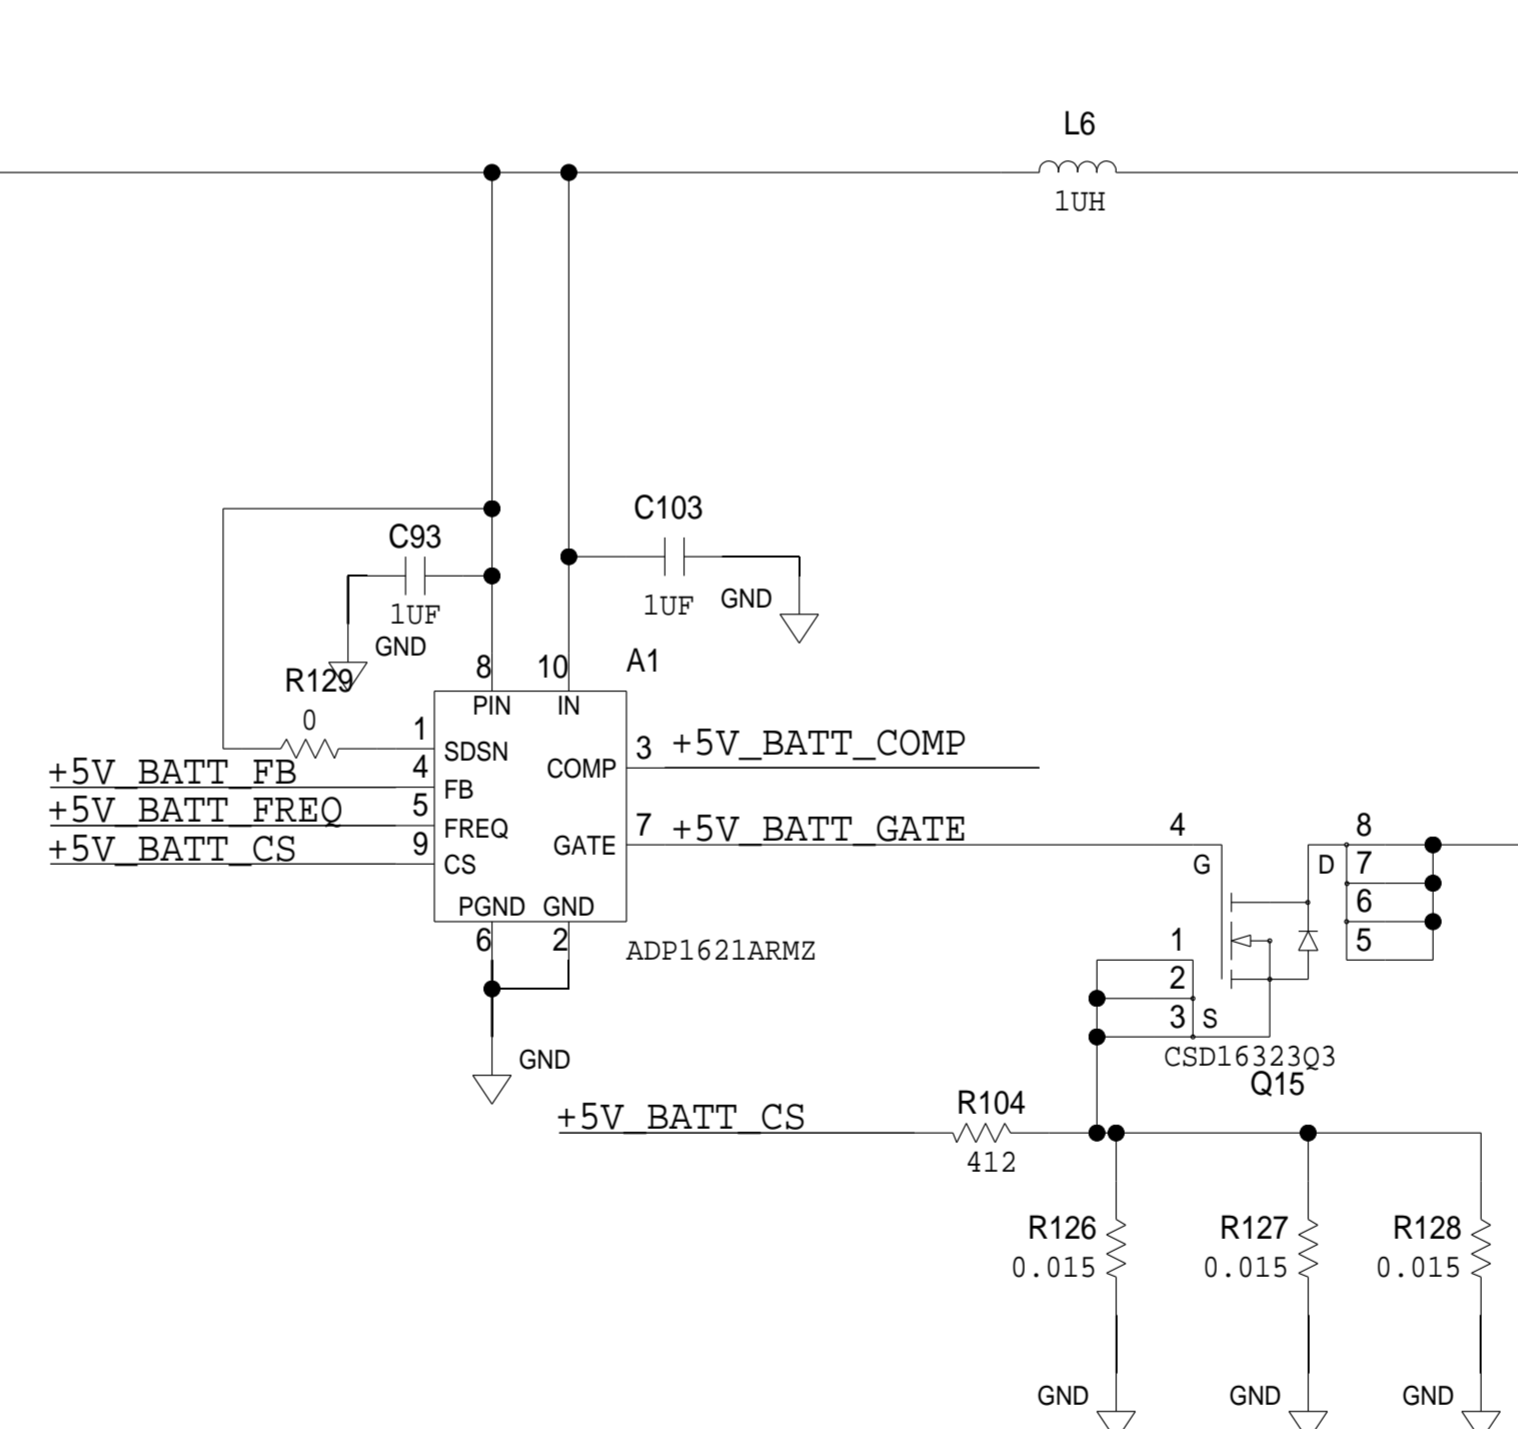 L6
1UH
C103
1UF
GND
C93
1UF
GND
R129
0
8
10
A1
PIN
IN
1
SDSN
+5V_BATT_FB
4
FB
+5V_BATT_FREQ
5
FREQ
+5V_BATT_CS
9
CS
COMP
3
+5V_BATT_COMP
GATE
7
+5V_BATT_GATE
PGND
GND
6
2
ADP1621ARMZ
GND
4
G
D
8
7
6
5
1
2
3
S
CSD16323Q3
Q15
+5V_BATT_CS
R104
412
R126
0.015
R127
0.015
R128
0.015
GND
GND
GND